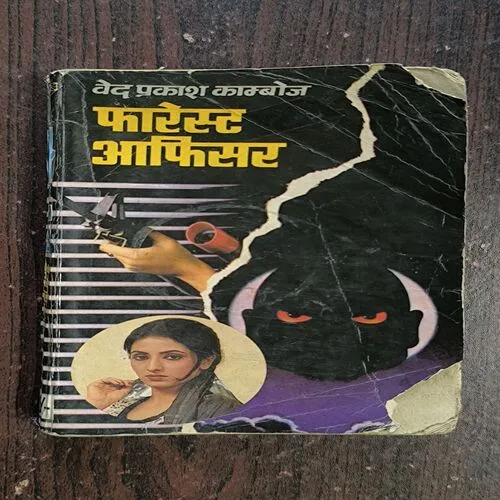 वेद प्रकाश काम्बोज
फारेस्ट
आफिसर